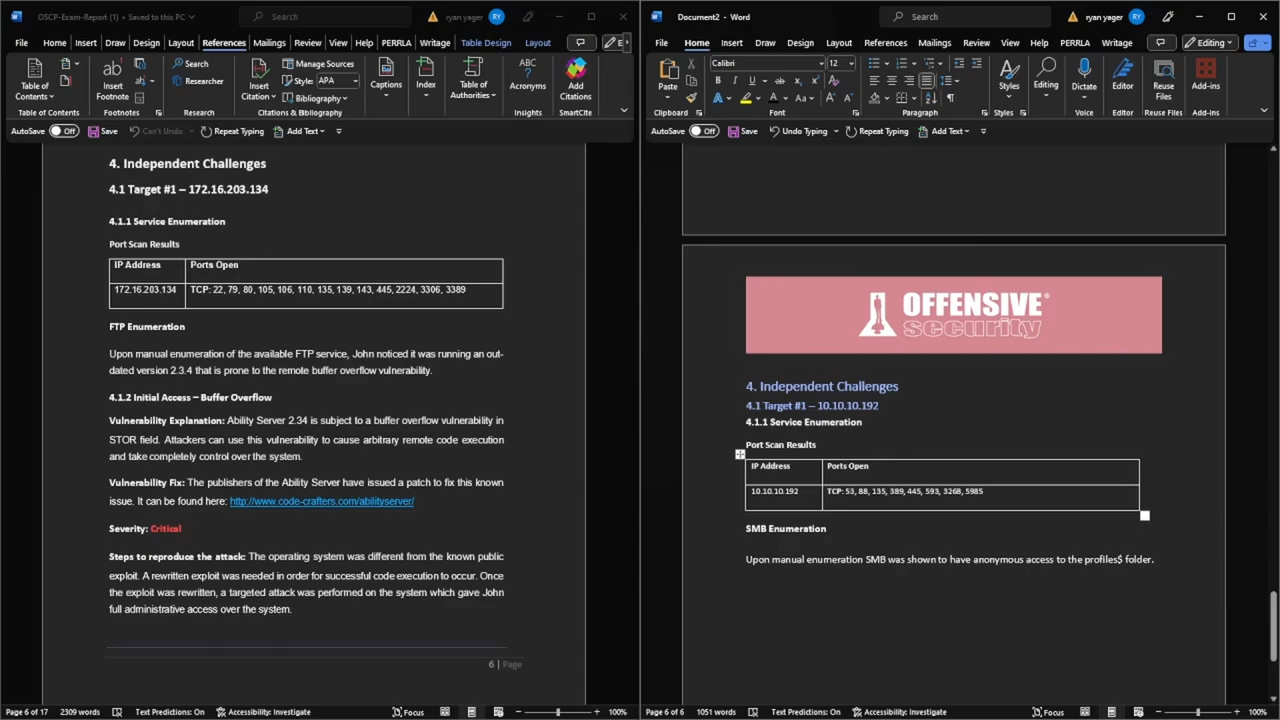 OSCP-Exam-Report (1) • Saved to this PC
Search
ryan yager
RY
File Home Insert Draw Design Layout References Mailings Review View Help PERRLA Writage Table Design Layout
Table of Contents
Insert Footnote
Search
Researcher
Insert Citation
Manage Sources
Style: APA
Bibliography
Captions
Index
Table of Authorities
Acronyms
Add Citations
Table of Contents Footnotes Research Citations & Bibliography Insights SmartCite
AutoSave Off Save Can't Undo Repeat Typing Add Text
4. Independent Challenges
4.1 Target #1 – 172.16.203.134
4.1.1 Service Enumeration
Port Scan Results
IP Address Ports Open
172.16.203.134 TCP: 22, 79, 80, 105, 106, 110, 135, 139, 143, 445, 2224, 3306, 3389
FTP Enumeration
Upon manual enumeration of the available FTP service, John noticed it was running an out-
dated version 2.3.4 that is prone to the remote buffer overflow vulnerability.
4.1.2 Initial Access – Buffer Overflow
Vulnerability Explanation: Ability Server 2.34 is subject to a buffer overflow vulnerability in
STOR field. Attackers can use this vulnerability to cause arbitrary remote code execution
and take completely control over the system.
Vulnerability Fix: The publishers of the Ability Server have issued a patch to fix this known
issue. It can be found here: http://www.code-crafters.com/abilityserver/
Severity: Critical
Steps to reproduce the attack: The operating system was different from the known public
exploit. A rewritten exploit was needed in order for successful code execution to occur. Once
the exploit was rewritten, a targeted attack was performed on the system which gave John
full administrative access over the system.
6 | Page
Page 6 of 17 2309 words Text Predictions: On Accessibility: Investigate Focus 100%
Document2 - Word
Search
ryan yager
RY
File Home Insert Draw Design Layout References Mailings Review View Help PERRLA Writage Editing
Paste
Calibri 12
B I U ab x₂ x²
A A Aa A A
Styles
Editing
Dictate
Editor
Reuse Files
Add-ins
Clipboard Font Paragraph Styles Voice Editor Reuse Files Add-ins
AutoSave Off Save Undo Typing Repeat Typing Add Text
OFFENSIVE®
security
4. Independent Challenges
4.1 Target #1 – 10.10.10.192
4.1.1 Service Enumeration
Port Scan Results
IP Address Ports Open
10.10.10.192 TCP: 53, 88, 135, 389, 445, 593, 3268, 5985
SMB Enumeration
Upon manual enumeration SMB was shown to have anonymous access to the profiles$ folder.
Page 6 of 6 1051 words Text Predictions: On Accessibility: Investigate Focus 100%